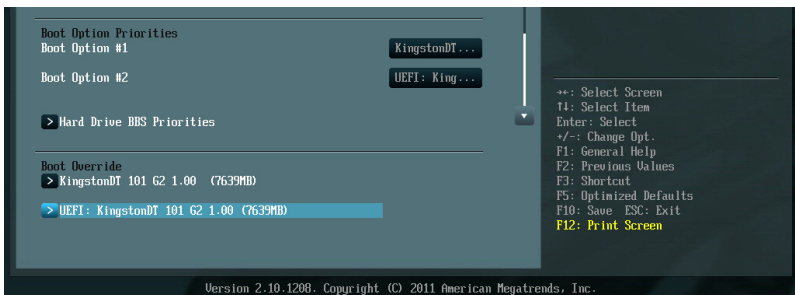 Boot Option Priorities
Boot Option #1 KingstonDT...
Boot Option #2 UEFI: King...
> Hard Drive BBS Priorities
Boot Override
> KingstonDT 101 G2 1.00 (7639MB)
> UEFI: KingstonDT 101 G2 1.00 (7639MB)
→←: Select Screen
↑↓: Select Item
Enter: Select
+/-: Change Opt.
F1: General Help
F2: Previous Values
F3: Shortcut
F5: Optimized Defaults
F10: Save ESC: Exit
F12: Print Screen
Version 2.10.1208. Copyright (C) 2011 American Megatrends, Inc.